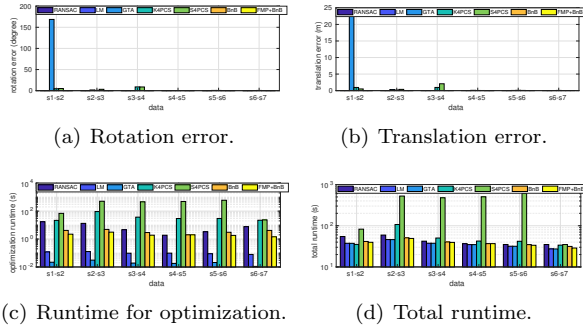 RANSAC LM GTA K4PCS S4PCS BnB FMP+BnB
rotation error (degree)
200
150
100
50
0
s1-s2 s2-s3 s3-s4 s4-s5 s5-s6 s6-s7
data
(a) Rotation error.
RANSAC LM GTA K4PCS S4PCS BnB FMP+BnB
translation error (m)
25
20
15
10
5
0
s1-s2 s2-s3 s3-s4 s4-s5 s5-s6 s6-s7
data
(b) Translation error.
RANSAC LM GTA K4PCS S4PCS BnB FMP+BnB
optimization runtime (s)
10^4
10^2
10^0
10^-2
s1-s2 s2-s3 s3-s4 s4-s5 s5-s6 s6-s7
data
(c) Runtime for optimization.
RANSAC LM GTA K4PCS S4PCS BnB FMP+BnB
total runtime (s)
10^3
10^2
10^1
s1-s2 s2-s3 s3-s4 s4-s5 s5-s6 s6-s7
data
(d) Total runtime.